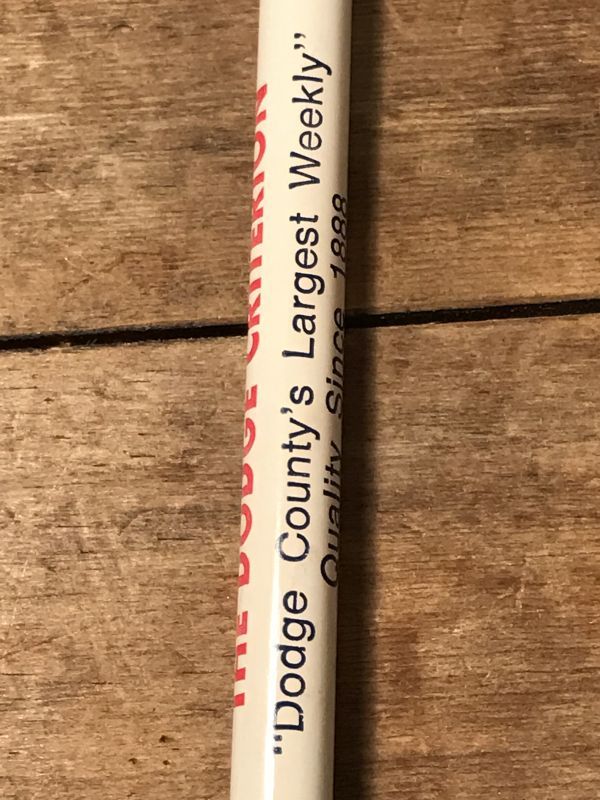 THE DODGE CRITERION
"Dodge County's Largest Weekly"
Quality Since 1888